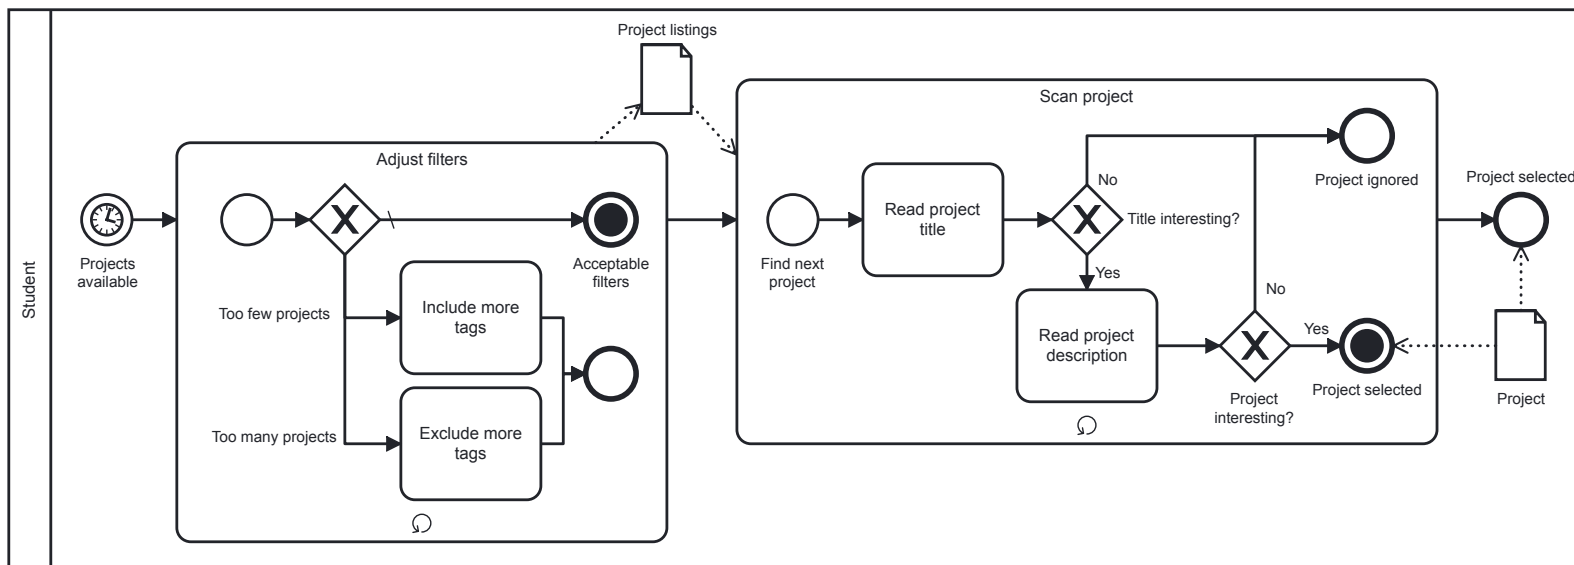 Student
Projects
available
Adjust filters
X
Too few projects
Too many projects
Include more
tags
Exclude more
tags
Acceptable
filters
Project listings
Scan project
Find next
project
Read project
title
X
No
Title interesting?
Yes
Read project
description
X
No
Yes
Project
interesting?
Project ignored
Project selected
Project selected
Project